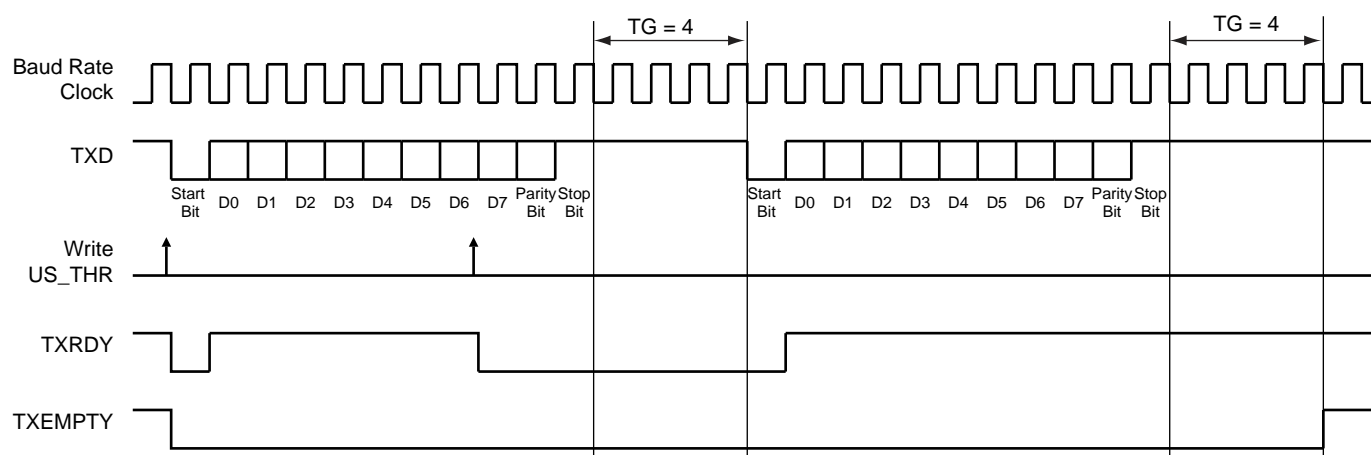 TG = 4
TG = 4
Baud Rate
Clock
TXD
Start
Bit
D0
D1
D2
D3
D4
D5
D6
D7
Parity
Bit
Stop
Bit
Start
Bit
D0
D1
D2
D3
D4
D5
D6
D7
Parity
Bit
Stop
Bit
Write
US_THR
TXRDY
TXEMPTY